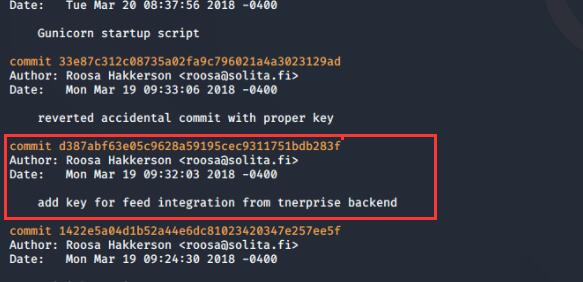 Date:   Tue Mar 20 08:37:56 2018 -0400
Gunicorn startup script
commit 33e87c312c08735a02fa9c796021a4a3023129ad
Author: Roosa Hakkerson <roosa@solita.fi>
Date:   Mon Mar 19 09:33:06 2018 -0400
reverted accidental commit with proper key
commit d387abf63e05c9628a59195cec9311751bdb283f
Author: Roosa Hakkerson <roosa@solita.fi>
Date:   Mon Mar 19 09:32:03 2018 -0400
add key for feed integration from tnerprise backend
commit 1422e5a04d1b52a44e6dc81023420347e257ee5f
Author: Roosa Hakkerson <roosa@solita.fi>
Date:   Mon Mar 19 09:24:30 2018 -0400